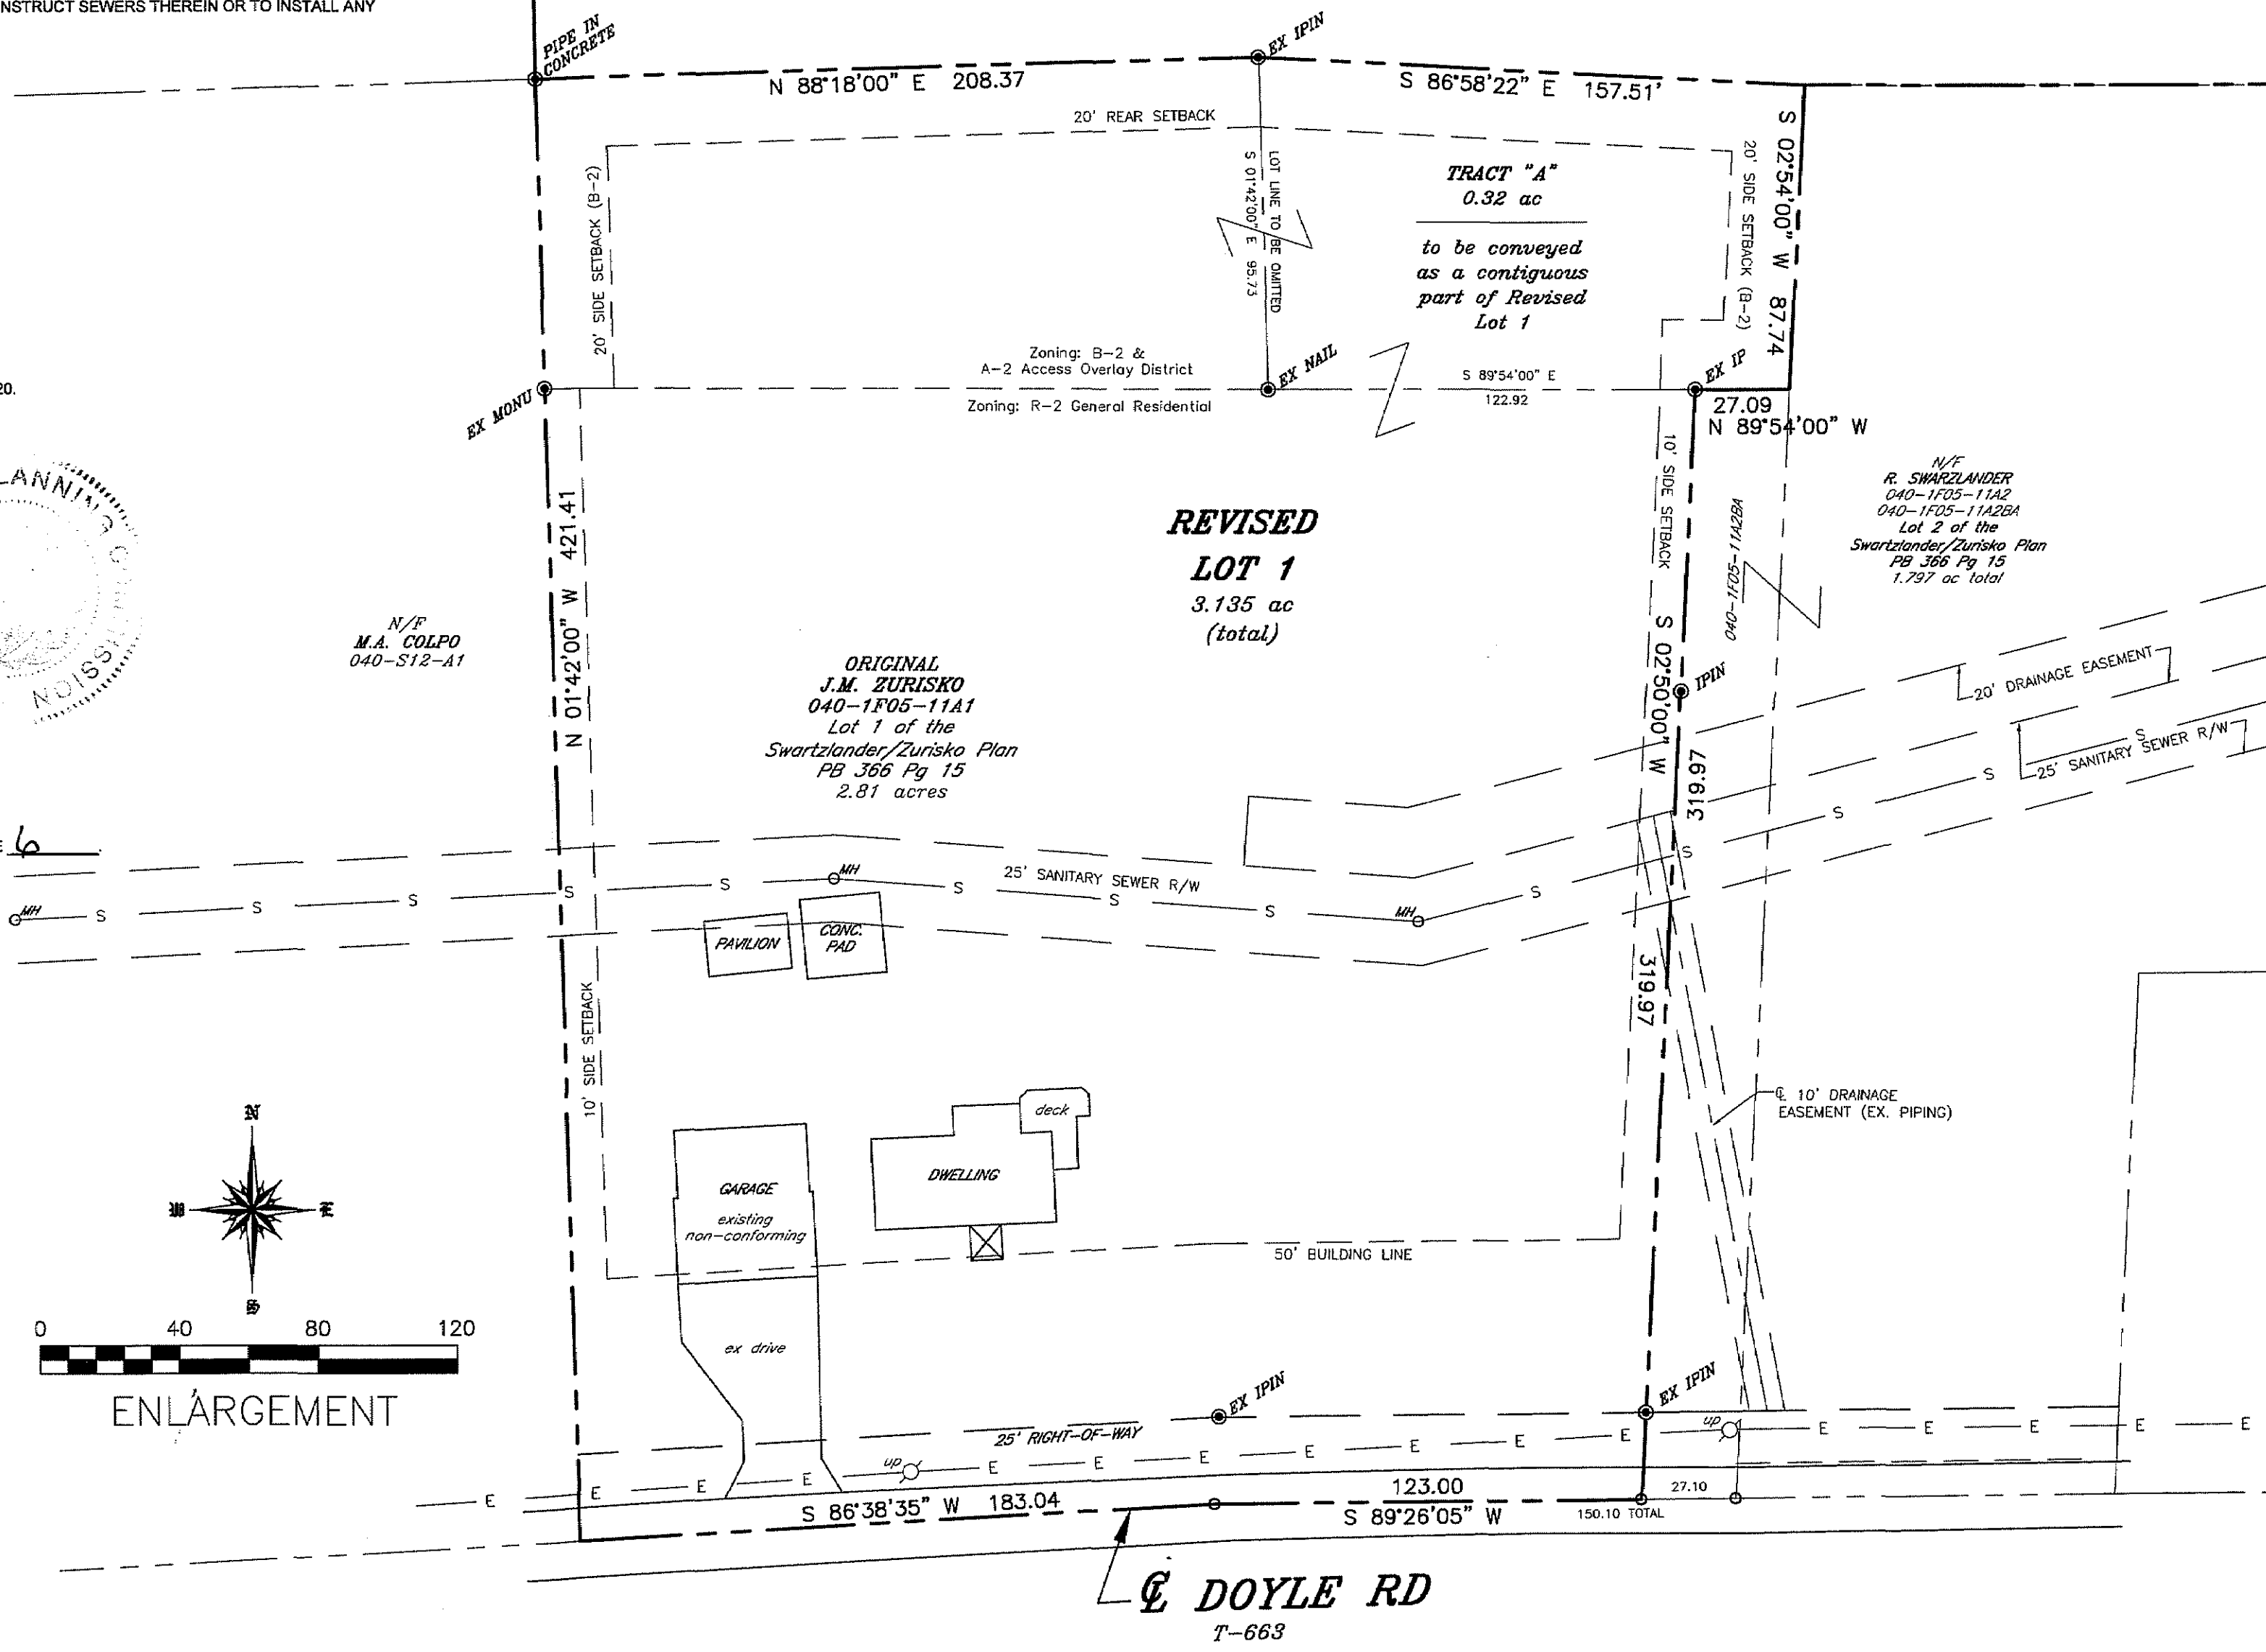 NSTRUCT SEWERS THEREIN OR TO INSTALL ANY
PIPE IN
CONCRETE
EX IPIN
N 88°18'00" E 208.37
S 86°58'22" E 157.51'
20' REAR SETBACK
20' SIDE SETBACK (B-2)
LOT LINE TO BE OMITTED
S 01°42'00" E 95.73
TRACT "A"
0.32 ac
to be conveyed
as a contiguous
part of Revised
Lot 1
20' SIDE SETBACK (B-2)
S 02°54'00" W 87.74
Zoning: B-2 &
A-2 Access Overlay District
Zoning: R-2 General Residential
EX MONU
EX NAIL
S 89°54'00" E
122.92
EX IP
27.09
N 89°54'00" W
20.
ANNING
SSION
N 01°42'00" W 421.41
10' SIDE SETBACK
REVISED
LOT 1
3.135 ac
(total)
10' SIDE SETBACK
S 02°50'00" W 319.97
040-1F05-11A2BA
N/F
R. SWARZLANDER
040-1F05-11A2
040-1F05-11A2BA
Lot 2 of the
Swartzlander/Zurisko Plan
PB 366 Pg 15
1.797 ac total
N/F
M.A. COLPO
040-S12-A1
ORIGINAL
J.M. ZURISKO
040-1F05-11A1
Lot 1 of the
Swartzlander/Zurisko Plan
PB 366 Pg 15
2.81 acres
IPIN
20' DRAINAGE EASEMENT
25' SANITARY SEWER R/W
S S S S
6
MH S S S S S MH S 25' SANITARY SEWER R/W S S MH S
PAVILION
CONC.
PAD
319.97
℄ 10' DRAINAGE
EASEMENT (EX. PIPING)
N
W E
S
deck
DWELLING
GARAGE
existing
non-conforming
50' BUILDING LINE
0 40 80 120
ENLARGEMENT
ex drive
EX IPIN
EX IPIN
25' RIGHT-OF-WAY
up
up
E E E E E E E E E E E E E E
S 86°38'35" W 183.04
123.00
S 89°26'05" W
27.10
150.10 TOTAL
℄ DOYLE RD
T-663